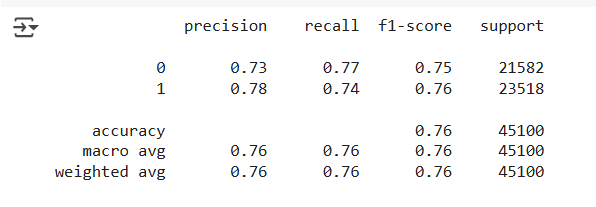 precision recall f1-score support
0 0.73 0.77 0.75 21582
1 0.78 0.74 0.76 23518
accuracy 0.76 45100
macro avg 0.76 0.76 0.76 45100
weighted avg 0.76 0.76 0.76 45100